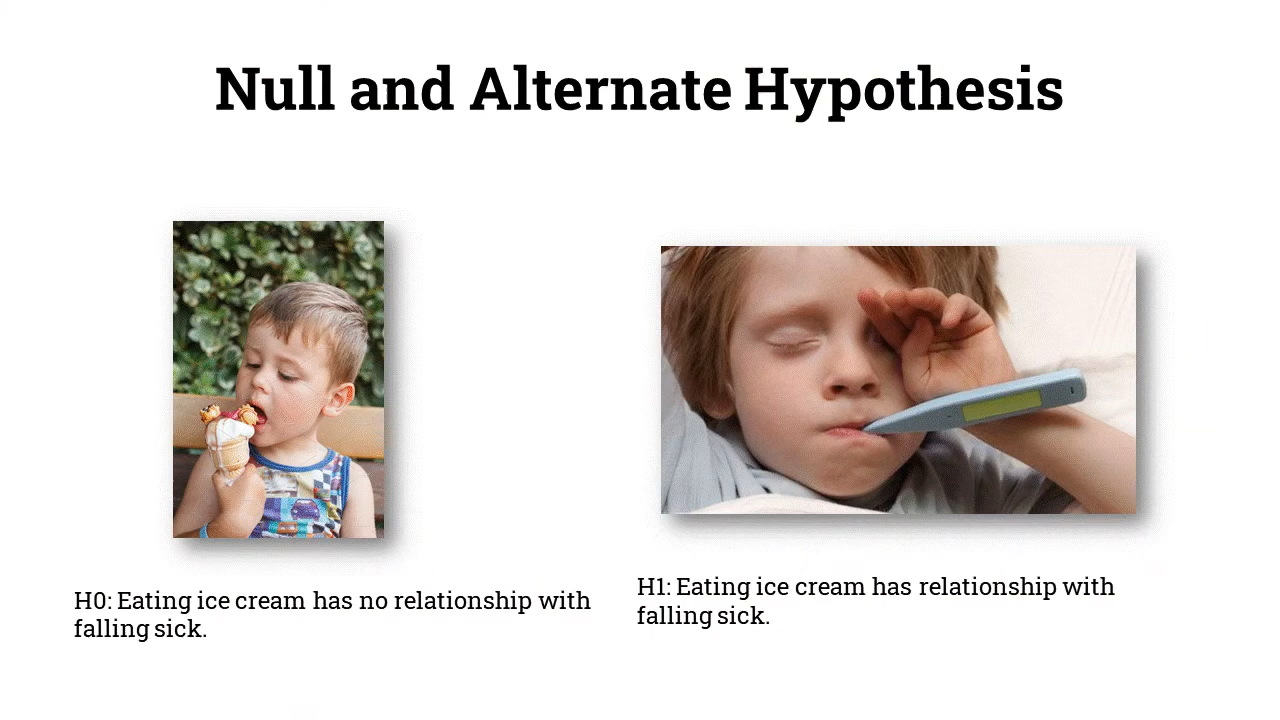 Null and Alternate Hypothesis
H0: Eating ice cream has no relationship with
falling sick.
H1: Eating ice cream has relationship with
falling sick.